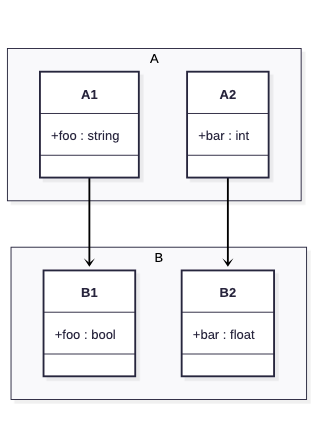 A
A1
A2
+foo : string
+bar : int
B
B1
B2
+foo : bool
+bar : float